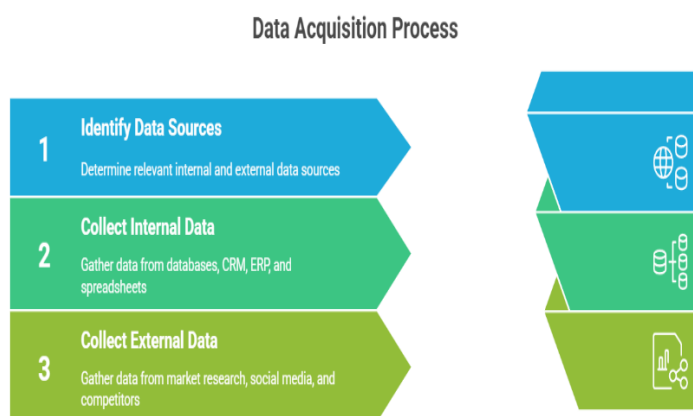 Data Acquisition Process
1
Identify Data Sources
Determine relevant internal and external data sources
2
Collect Internal Data
Gather data from databases, CRM, ERP, and
spreadsheets
3
Collect External Data
Gather data from market research, social media, and
competitors